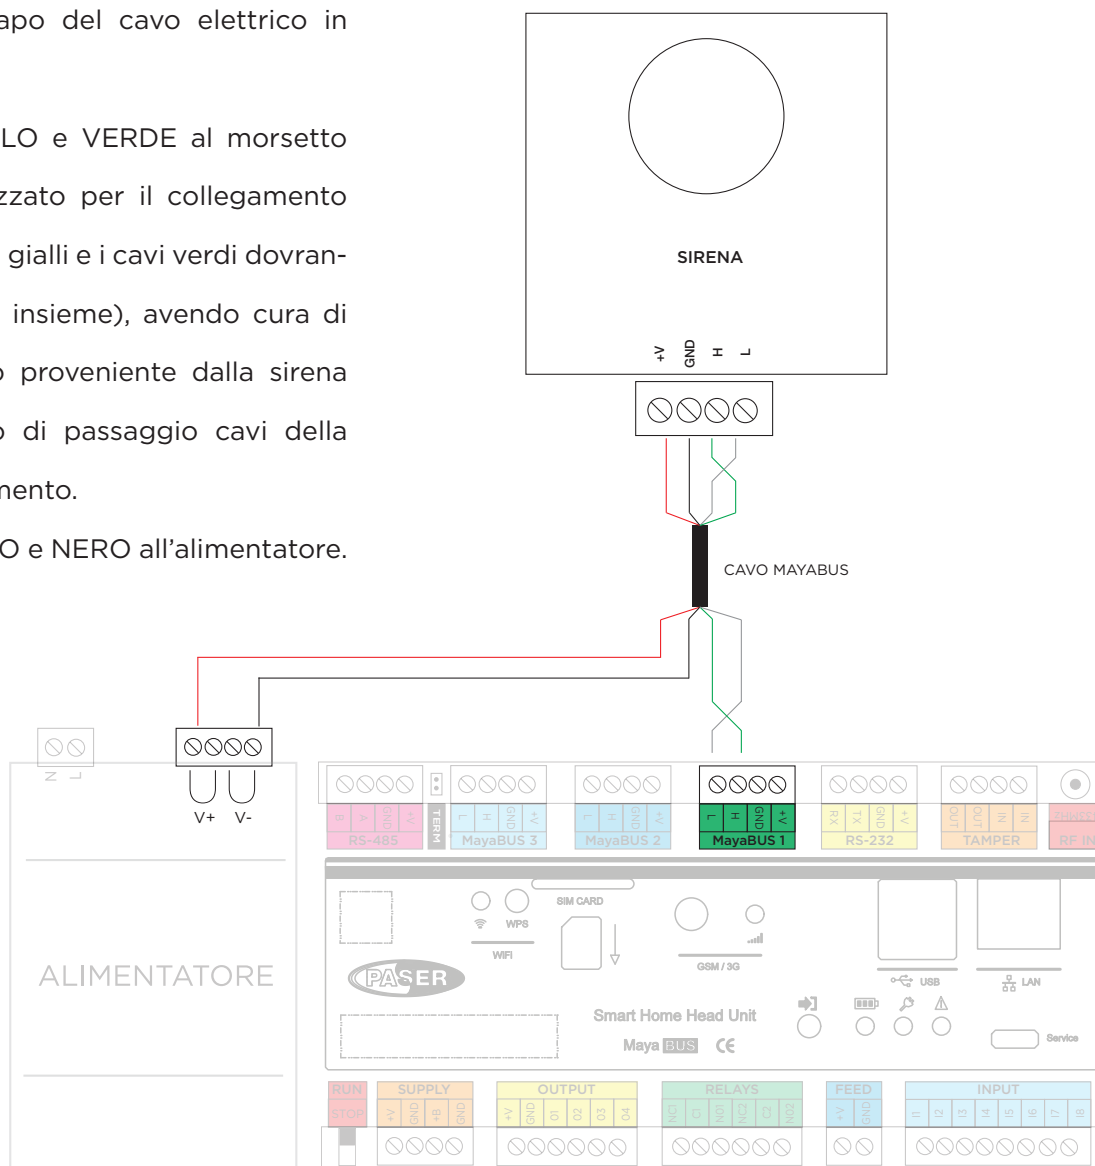 apo del cavo elettrico in
LO e VERDE al morsetto
zzato per il collegamento
gialli e i cavi verdi dovran-
insieme), avendo cura di
o proveniente dalla sirena
o di passaggio cavi della
mento.
O e NERO all'alimentatore.
SIRENA
+V GND H L
CAVO MAYABUS
N L
V+ V-
ALIMENTATORE
B A GND +V
RS-485
TERM
L H GND +V
MayaBUS 3
L H GND +V
MayaBUS 2
L H GND +V
MayaBUS 1
RX TX GND +V
RS-232
OUT OUT IN IN
TAMPER
433MHz
RF IN
WPS
WIFI
SIM CARD
GSM / 3G
USB
LAN
PASER
Smart Home Head Unit
Maya BUS CE
Service
RUN
STOP
SUPPLY
+V GND +B GND
OUTPUT
+V GND O1 O2 O3 O4
RELAYS
NC1 C1 NO1 NC2 C2 NO2
FEED
+V GND
INPUT
I1 I2 I3 I4 I5 I6 I7 I8